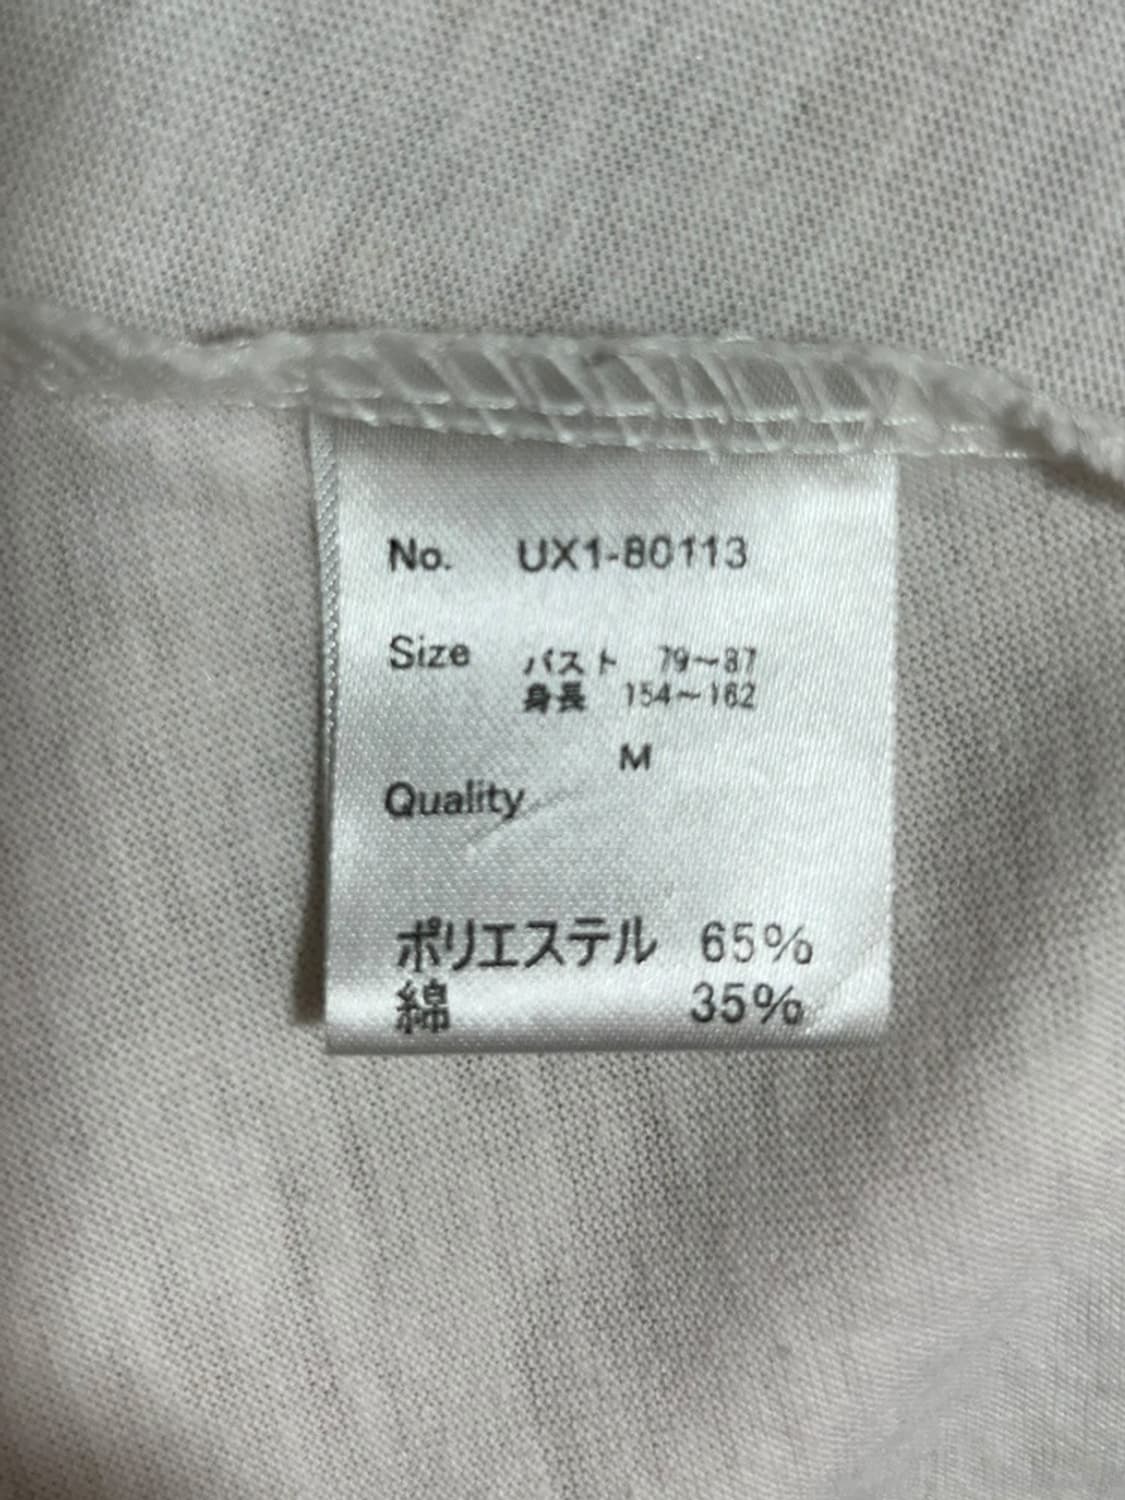 No. UX1-80113
Size バスト 79～87
身長 154～162
M
Quality
ポリエステル 65%
綿 35%